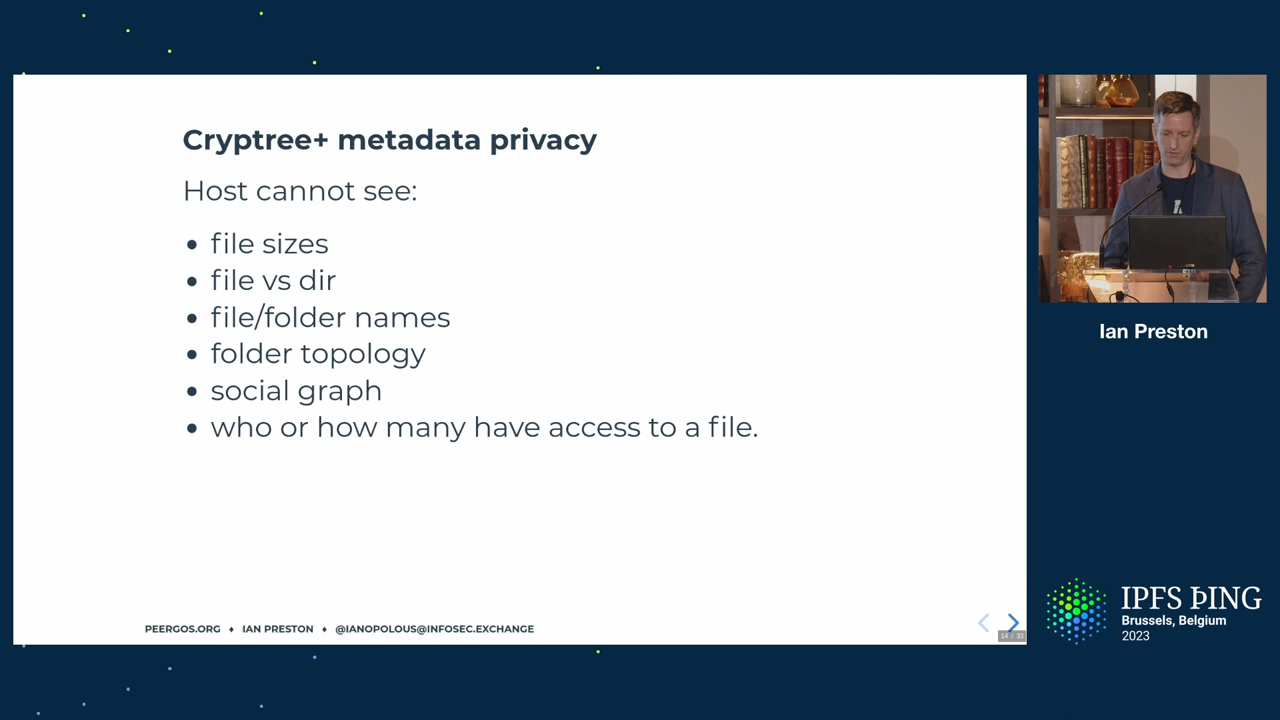 Cryptree+ metadata privacy
Host cannot see:
• file sizes
• file vs dir
• file/folder names
• folder topology
• social graph
• who or how many have access to a file.
PEERGOS.ORG ♦ IAN PRESTON ♦ @IANOPOLOUS@INFOSEC.EXCHANGE
14 / 33
Ian Preston
IPFS ÞING
Brussels, Belgium
2023